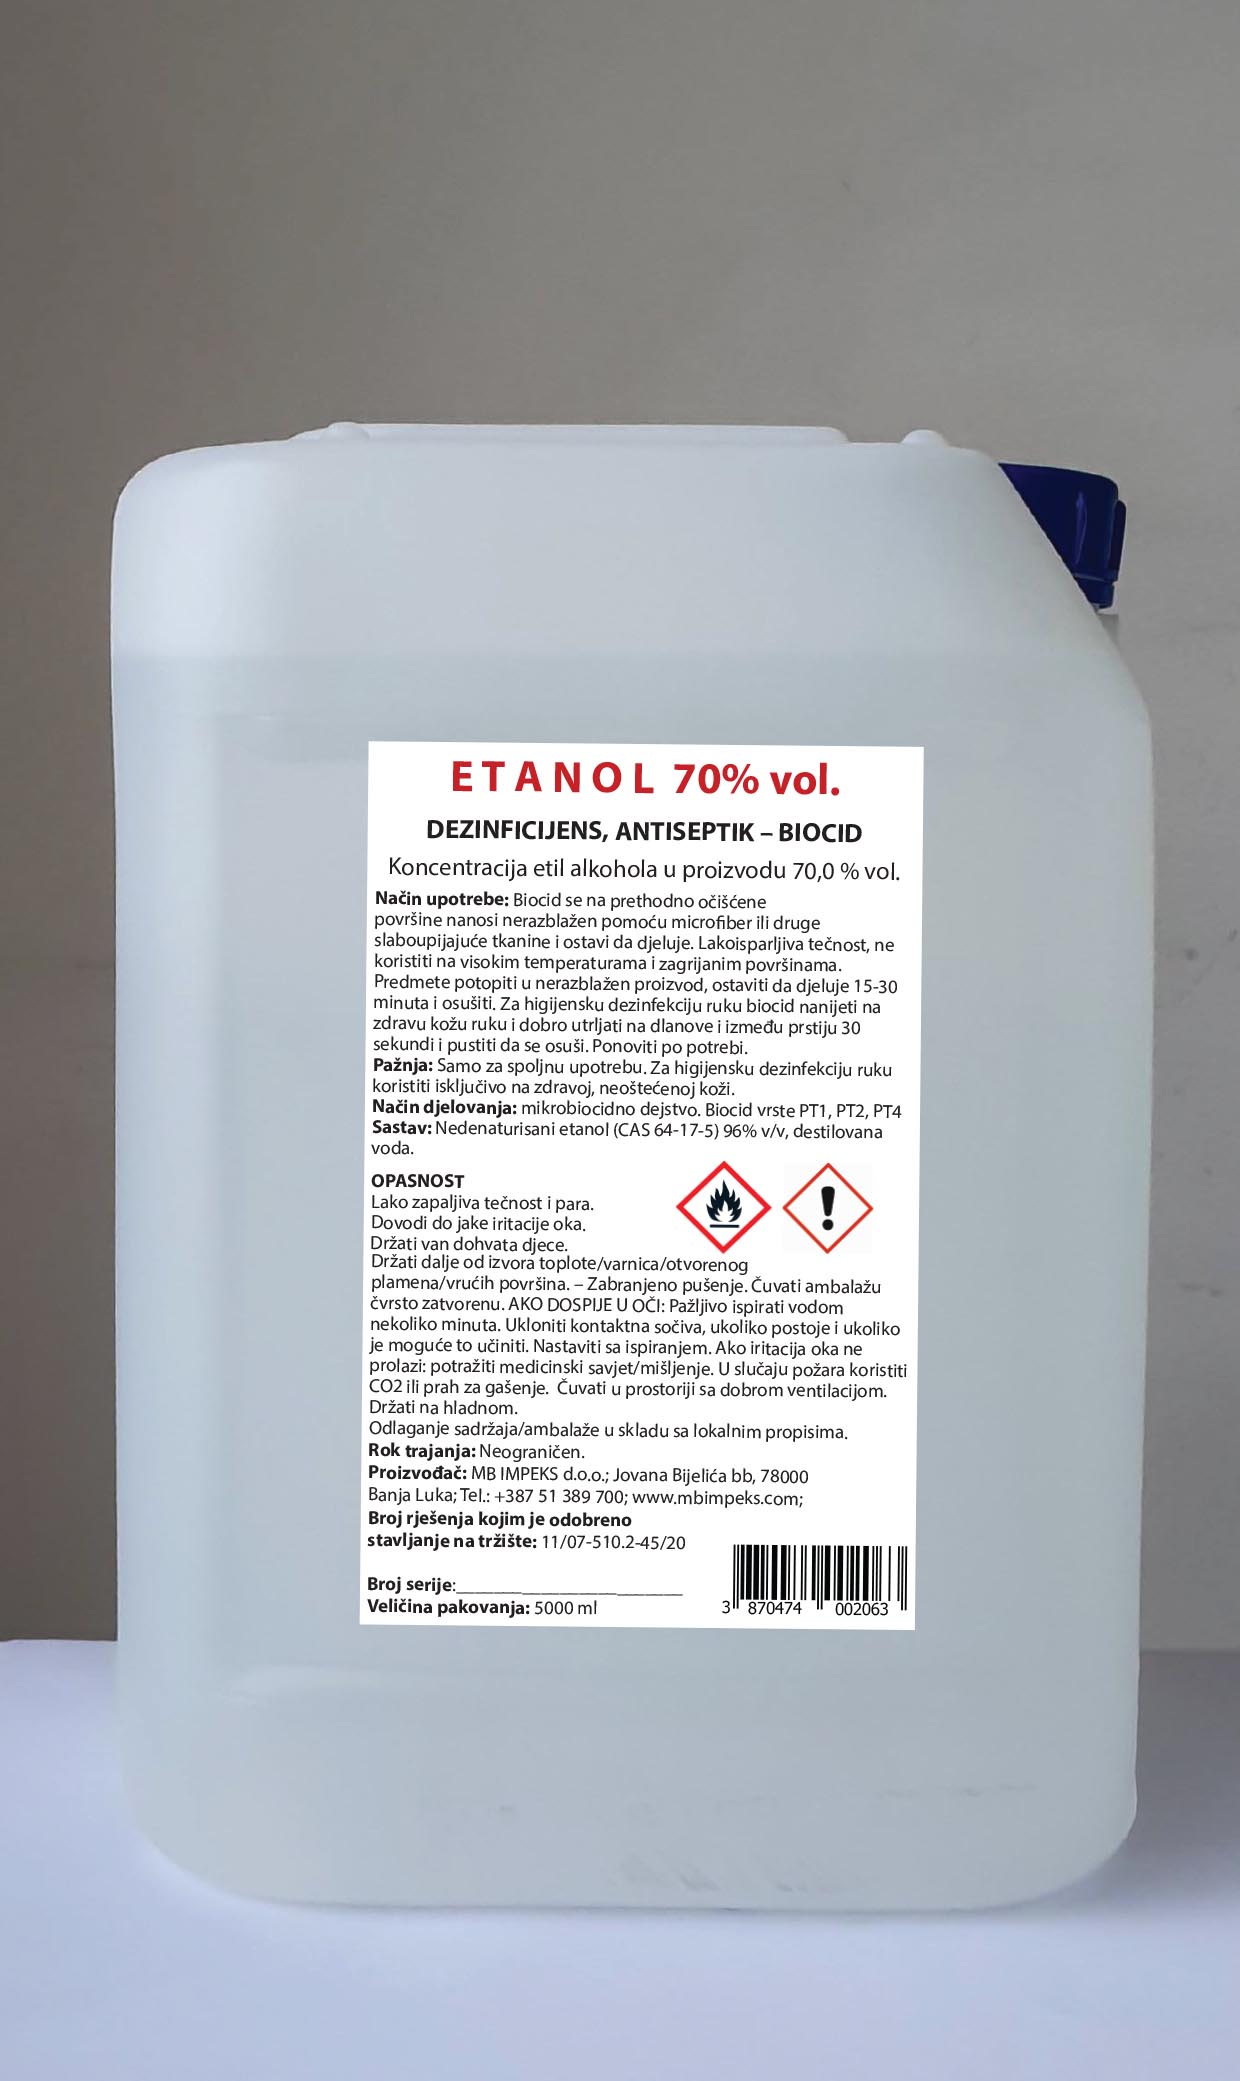 ETANOL 70% vol.
DEZINFICIJENS, ANTISEPTIK – BIOCID
Koncentracija etil alkohola u proizvodu 70,0 % vol.
Način upotrebe: Biocid se na prethodno očišćene
površine nanosi nerazblažen pomoću microfiber ili druge
slaboupijajuće tkanine i ostavi da djeluje. Lakoisparljiva tečnost, ne
koristiti na visokim temperaturama i zagrijanim površinama.
Predmete potopiti u nerazblažen proizvod, ostaviti da djeluje 15-30
minuta i osušiti. Za higijensku dezinfekciju ruku biocid nanijeti na
zdravu kožu ruku i dobro utrljati na dlanove i između prstiju 30
sekundi i pustiti da se osuši. Ponoviti po potrebi.
Pažnja: Samo za spoljnu upotrebu. Za higijensku dezinfekciju ruku
koristiti isključivo na zdravoj, neoštećenoj koži.
Način djelovanja: mikrobiocidno dejstvo. Biocid vrste PT1, PT2, PT4
Sastav: Nedenaturisani etanol (CAS 64-17-5) 96% v/v, destilovana
voda.
OPASNOST
Lako zapaljiva tečnost i para.
Dovodi do jake iritacije oka.
Držati van dohvata djece.
Držati dalje od izvora toplote/varnica/otvorenog
plamena/vrućih površina. – Zabranjeno pušenje. Čuvati ambalažu
čvrsto zatvorenu. AKO DOSPIJE U OČI: Pažljivo ispirati vodom
nekoliko minuta. Ukloniti kontaktna sočiva, ukoliko postoje i ukoliko
je moguće to učiniti. Nastaviti sa ispiranjem. Ako iritacija oka ne
prolazi: potražiti medicinski savjet/mišljenje. U slučaju požara koristiti
CO2 ili prah za gašenje. Čuvati u prostoriji sa dobrom ventilacijom.
Držati na hladnom.
Odlaganje sadržaja/ambalaže u skladu sa lokalnim propisima.
Rok trajanja: Neograničen.
Proizvođač: MB IMPEKS d.o.o.; Jovana Bijelića bb, 78000
Banja Luka; Tel.: +387 51 389 700; www.mbimpeks.com;
Broj rješenja kojim je odobreno
stavljanje na tržište: 11/07-510.2-45/20
Broj serije:________________________
Veličina pakovanja: 5000 ml
3 870474 002063